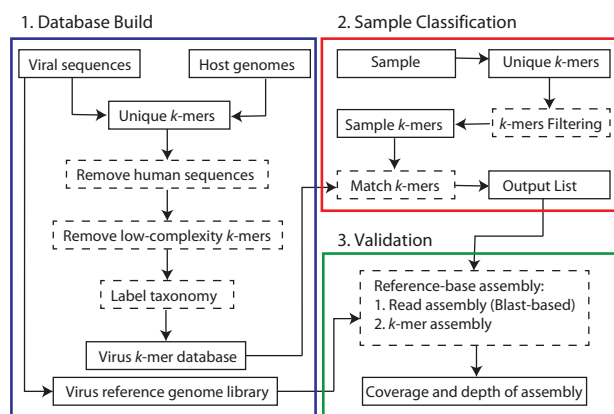 1. Database Build
Viral sequences
Host genomes
Unique k-mers
Remove human sequences
Remove low-complexity k-mers
Label taxonomy
Virus k-mer database
Virus reference genome library
2. Sample Classification
Sample
Unique k-mers
k-mers Filtering
Sample k-mers
Match k-mers
Output List
3. Validation
Reference-base assembly:
1. Read assembly (Blast-based)
2. k-mer assembly
Coverage and depth of assembly